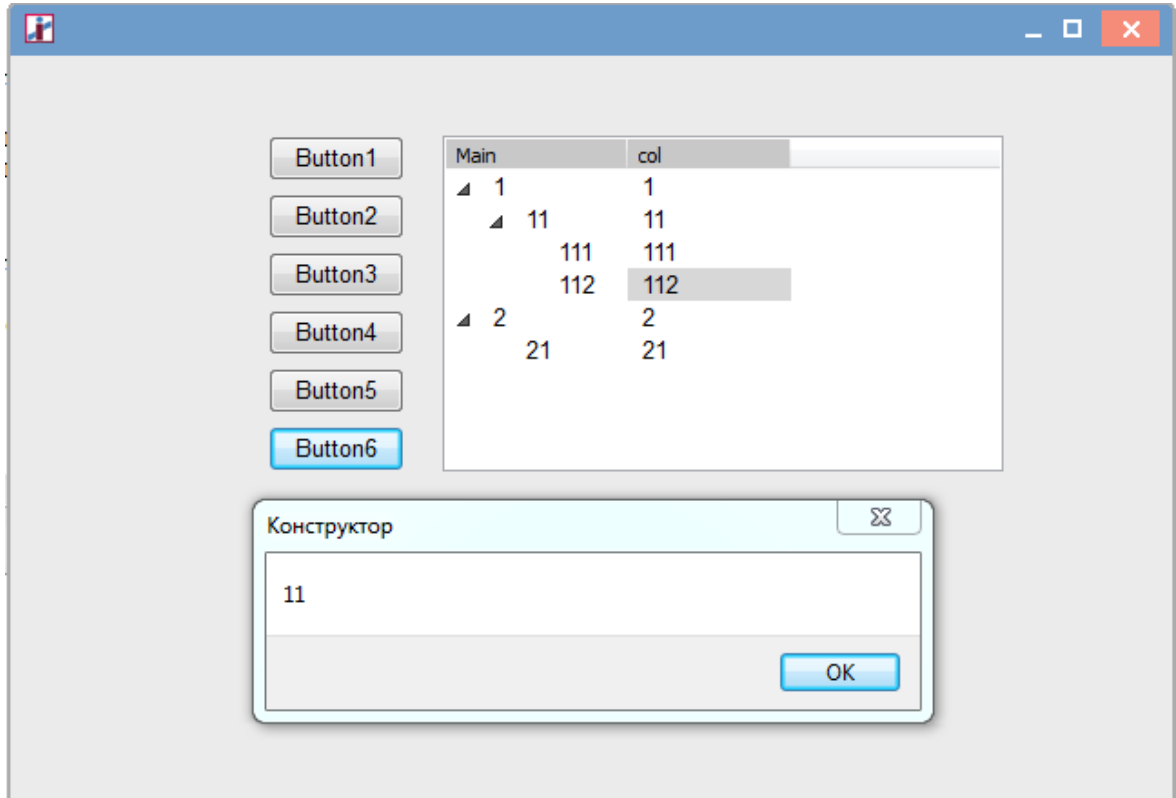 Button1
Button2
Button3
Button4
Button5
Button6
Main col
1 1
11 11
111 111
112 112
2 2
21 21
Конструктор
11
OK